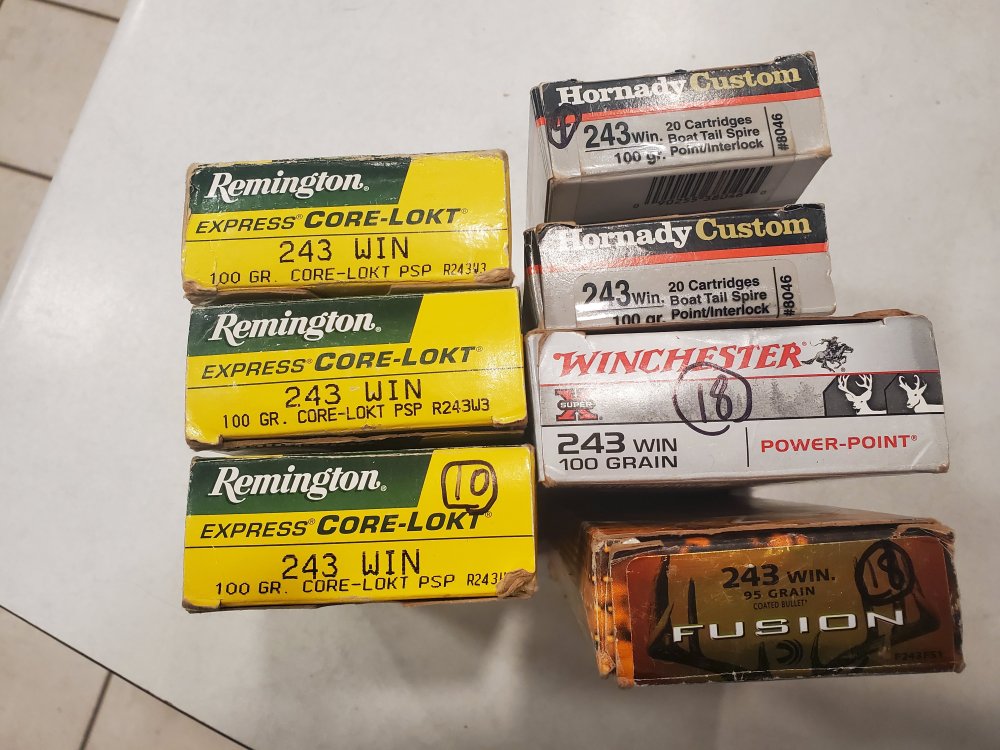 Remington®
EXPRESS® CORE-LOKT®
243 WIN
100 GR. CORE-LOKT PSP R243W3
Remington®
EXPRESS® CORE-LOKT®
243 WIN
100 GR. CORE-LOKT PSP R243W3
Remington®
10
EXPRESS® CORE-LOKT®
243 WIN
100 GR. CORE-LOKT PSP
Hornady Custom
243 Win.
100 gr.
20 Cartridges
Boat Tail Spire
Point/Interlock
#8046
Hornady Custom
243 Win.
100 gr.
20 Cartridges
Boat Tail Spire
Point/Interlock
#8046
WINCHESTER
18
SUPER
X
243 WIN
100 GRAIN
POWER-POINT®
243 WIN.
95 GRAIN
COATED BULLET
18
FUSION